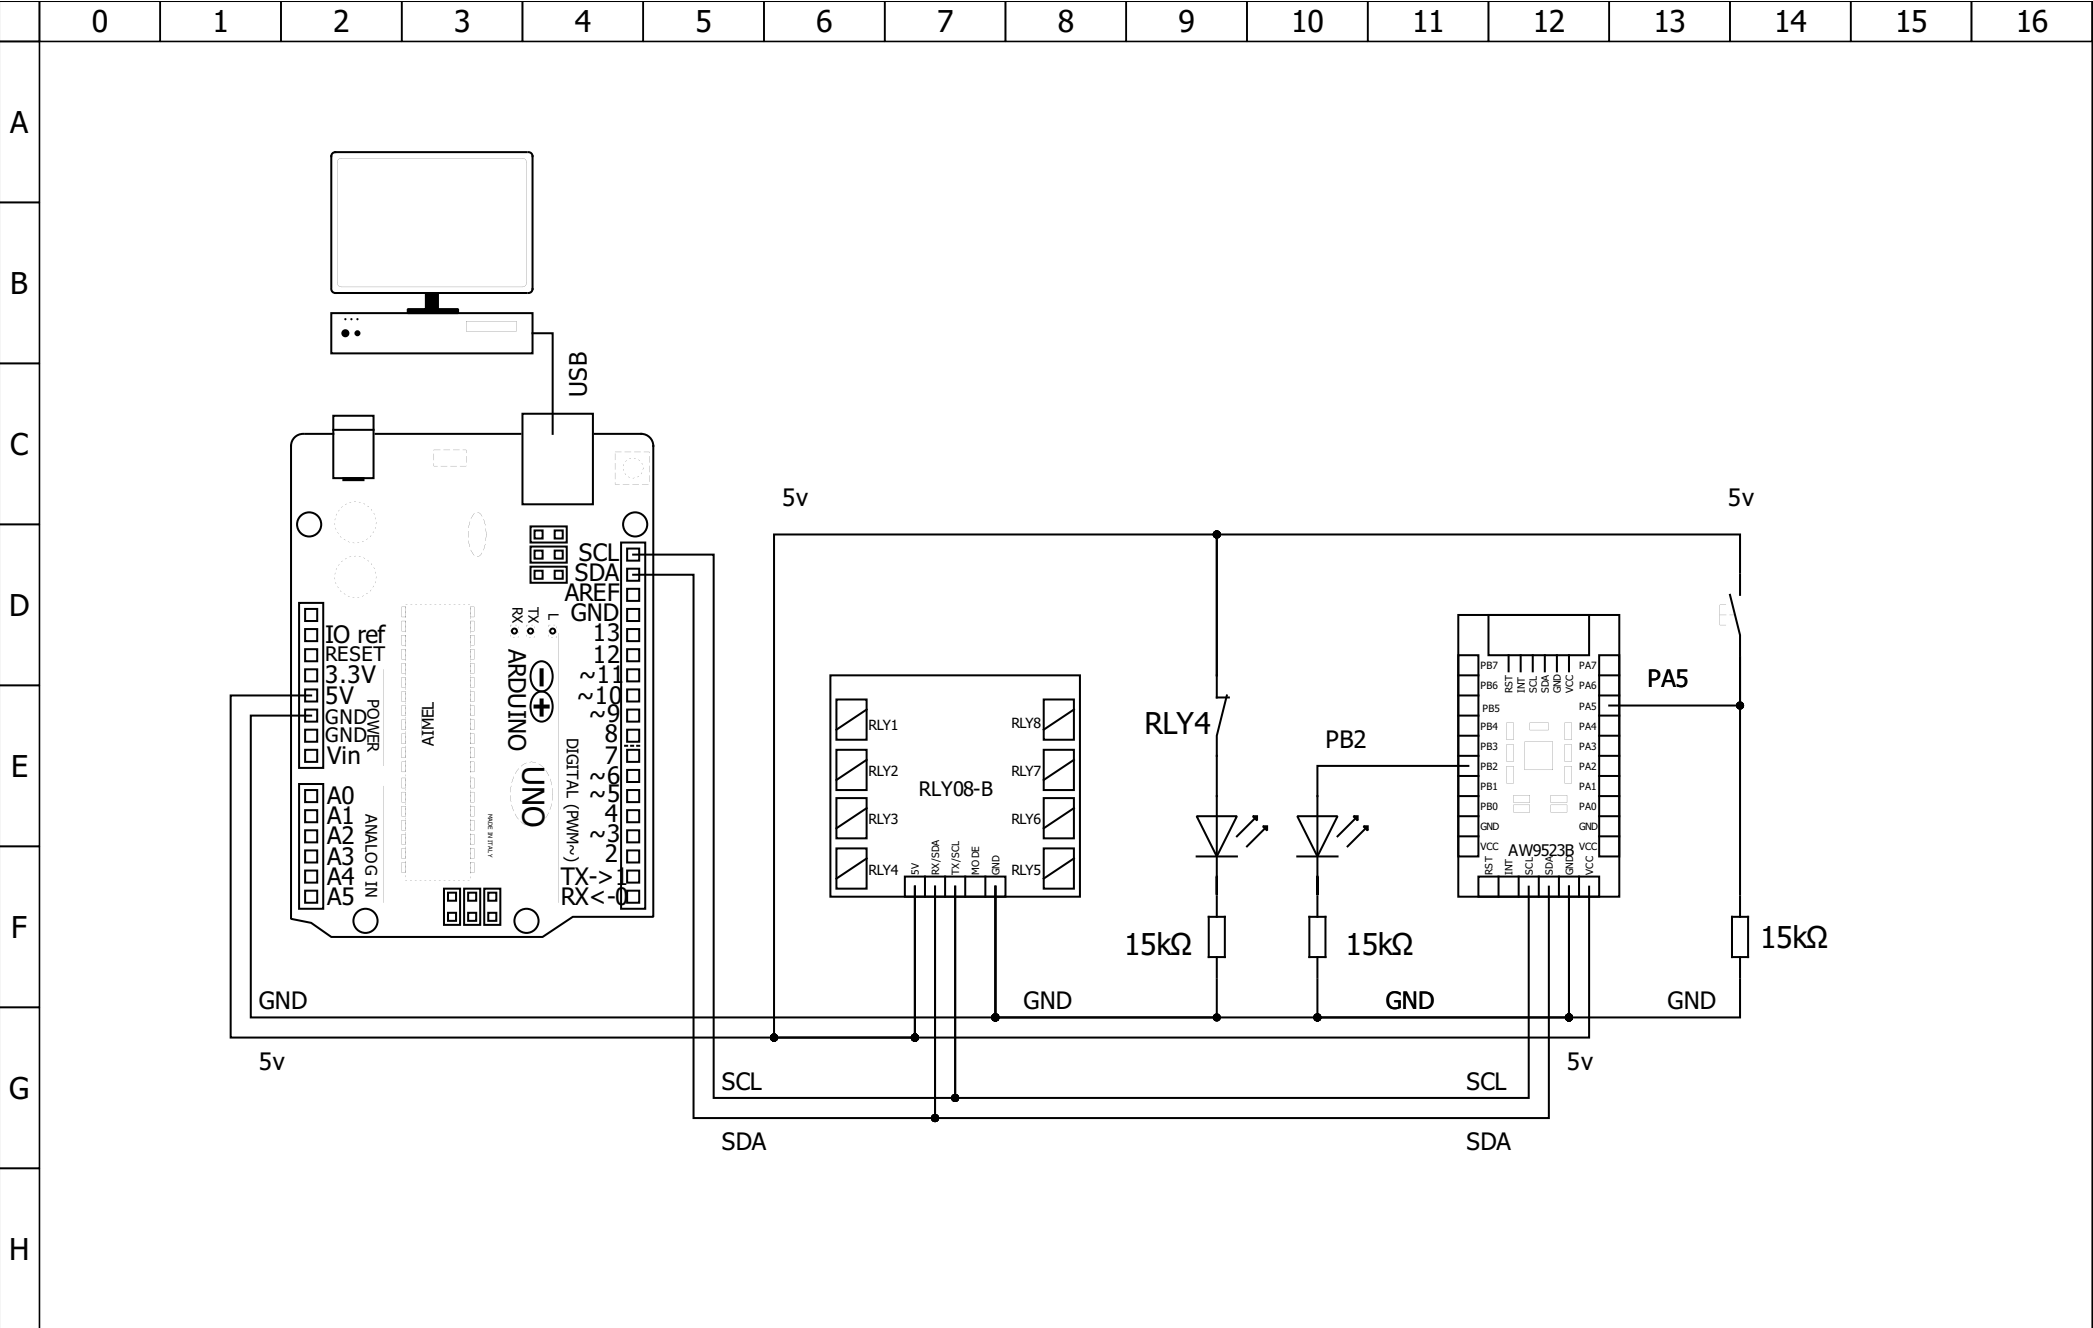 0 1 2 3 4 5 6 7 8 9 10 11 12 13 14 15 16
A
B
C
D
E
F
G
H
USB
SCL
SDA
AREF
GND
13
12
~11
~10
~9
8
7
~6
~5
4
~3
2
TX->1
RX<-0
IO ref
RESET
3.3V
5V
GND
GND
Vin
POWER
A0
A1
A2
A3
A4
A5
ANALOG IN
AIMEL
MADE IN ITALY
RX
TX
L
ARDUINO
UNO
DIGITAL (PWM~)
GND
5v
SCL
SDA
5v
RLY1
RLY2
RLY3
RLY4
RLY8
RLY7
RLY6
RLY5
RLY08-B
5V
RX/SDA
TX/SCL
MODE
GND
GND
RLY4
15kΩ
PB2
15kΩ
GND
PB7
PB6
PB5
PB4
PB3
PB2
PB1
PB0
GND
VCC
RST
INT
SCL
SDA
GND
VCC
PA7
PA6
PA5
PA4
PA3
PA2
PA1
PA0
GND
VCC
AW9523B
RST
INT
SCL
SDA
GND
VCC
5v
PA5
15kΩ
GND
5v
SCL
SDA